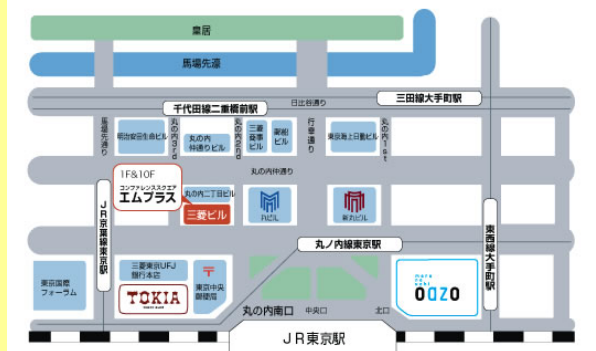 皇居
馬場先濠
日比谷通り
三田線大手町駅
千代田線二重橋前駅
馬場先通り
明治安田生命ビル
丸の内3rd
丸の内
仲通りビル
丸の内2nd
三菱
商事
ビル
郵船
ビル
行幸通り
東京海上日動ビル
丸の内1st
丸の内仲通り
1F&10F
コンファレンススクエア
エムプラス
丸の内二丁目ビル
三菱ビル
丸ビル
新丸ビル
JR京葉線東京駅
丸ノ内線東京駅
東西線大手町駅
東京国際
フォーラム
三菱東京UFJ
銀行本店
TOKIA
〒
東京中央
郵便局
maru
no
uchi
oazo
丸の内南口
中央口
北口
JR東京駅